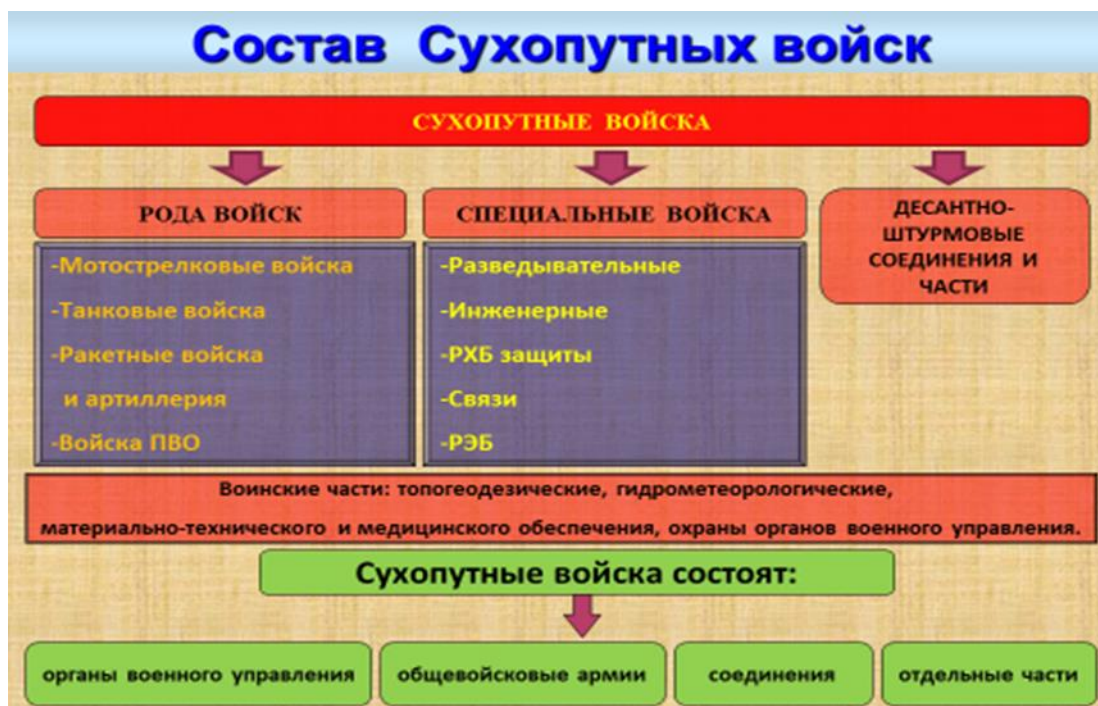 Состав Сухопутных войск
СУХОПУТНЫЕ ВОЙСКА
РОДА ВОЙСК
-Мотострелковые войска
-Танковые войска
-Ракетные войска
и артиллерия
-Войска ПВО
СПЕЦИАЛЬНЫЕ ВОЙСКА
-Разведывательные
-Инженерные
-РХБ защиты
-Связи
-РЭБ
ДЕСАНТНО-
ШТУРМОВЫЕ
СОЕДИНЕНИЯ И
ЧАСТИ
Воинские части: топогеодезические, гидрометеорологические,
материально-технического и медицинского обеспечения, охраны органов военного управления.
Сухопутные войска состоят:
органы военного управления
общевойсковые армии
соединения
отдельные части